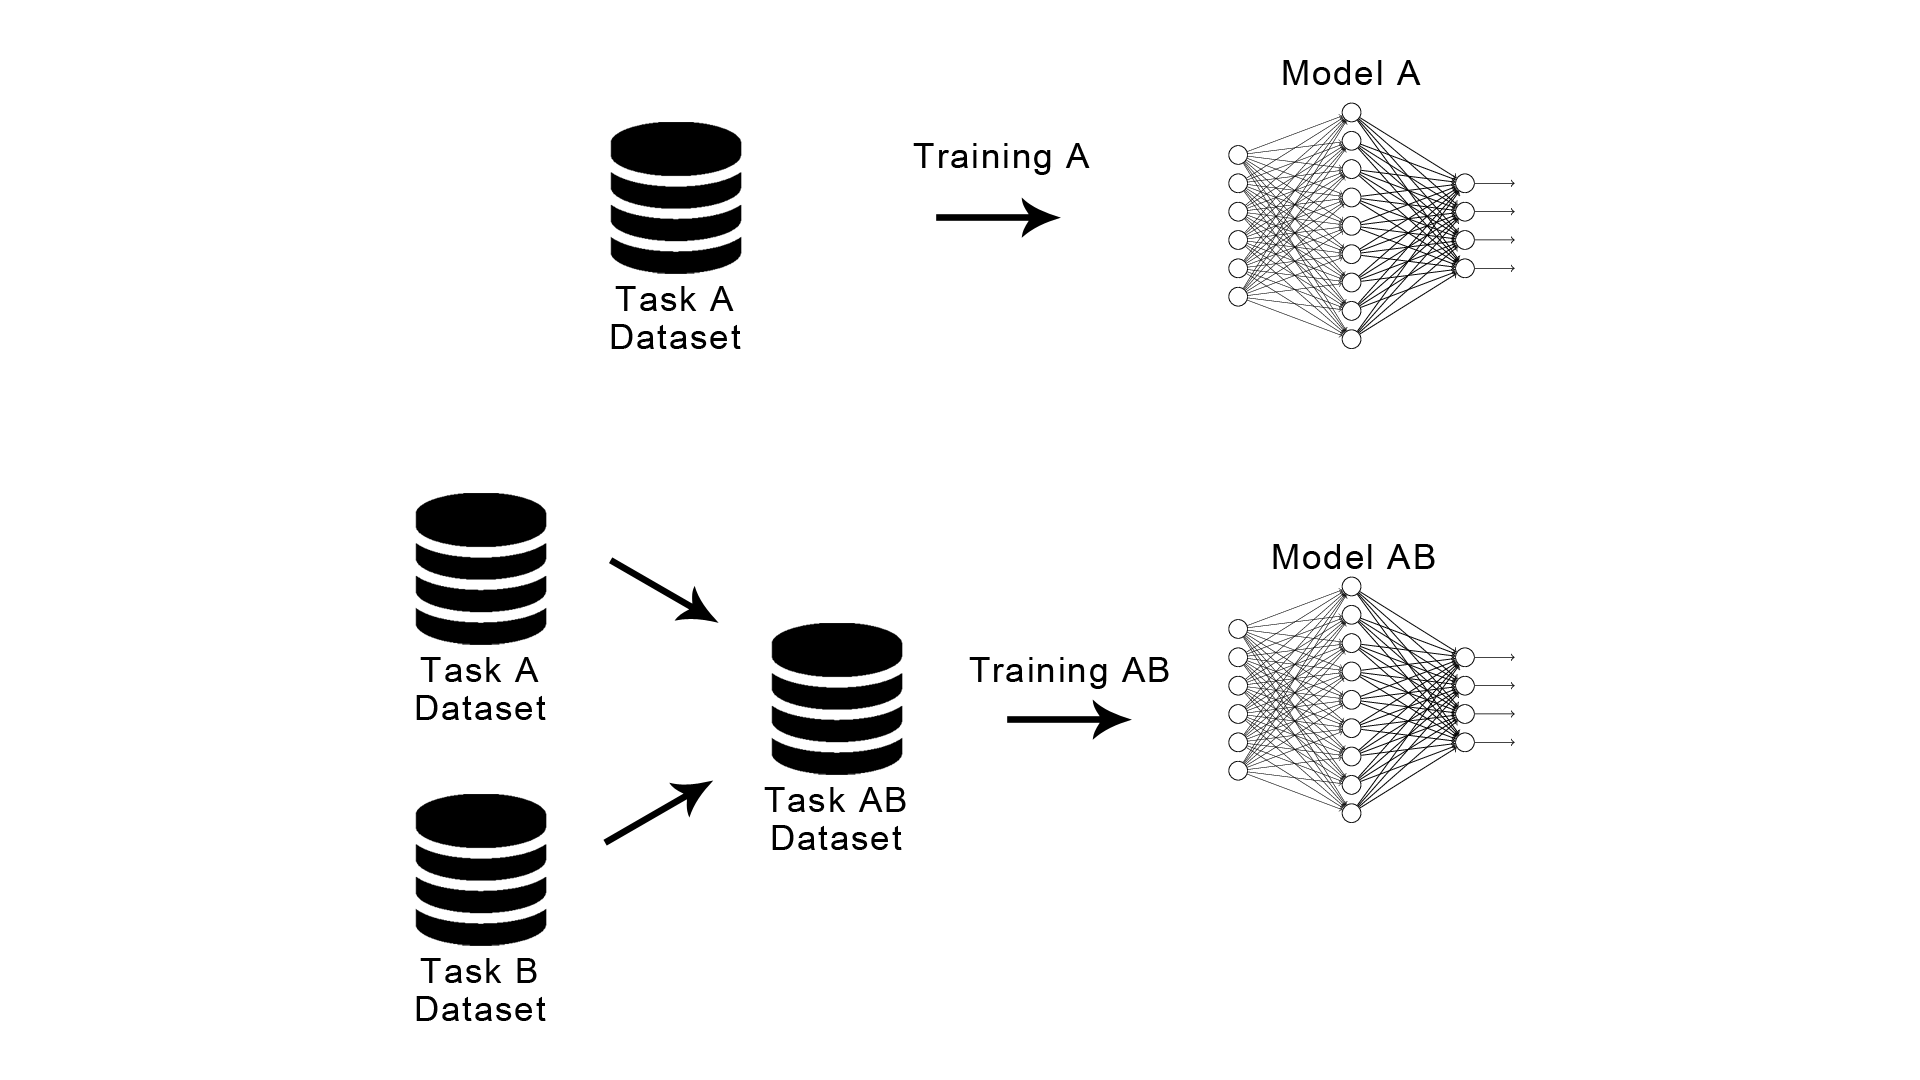 Model A
Training A
Task A
Dataset
Model AB
Task A
Dataset
Training AB
Task AB
Dataset
Task B
Dataset